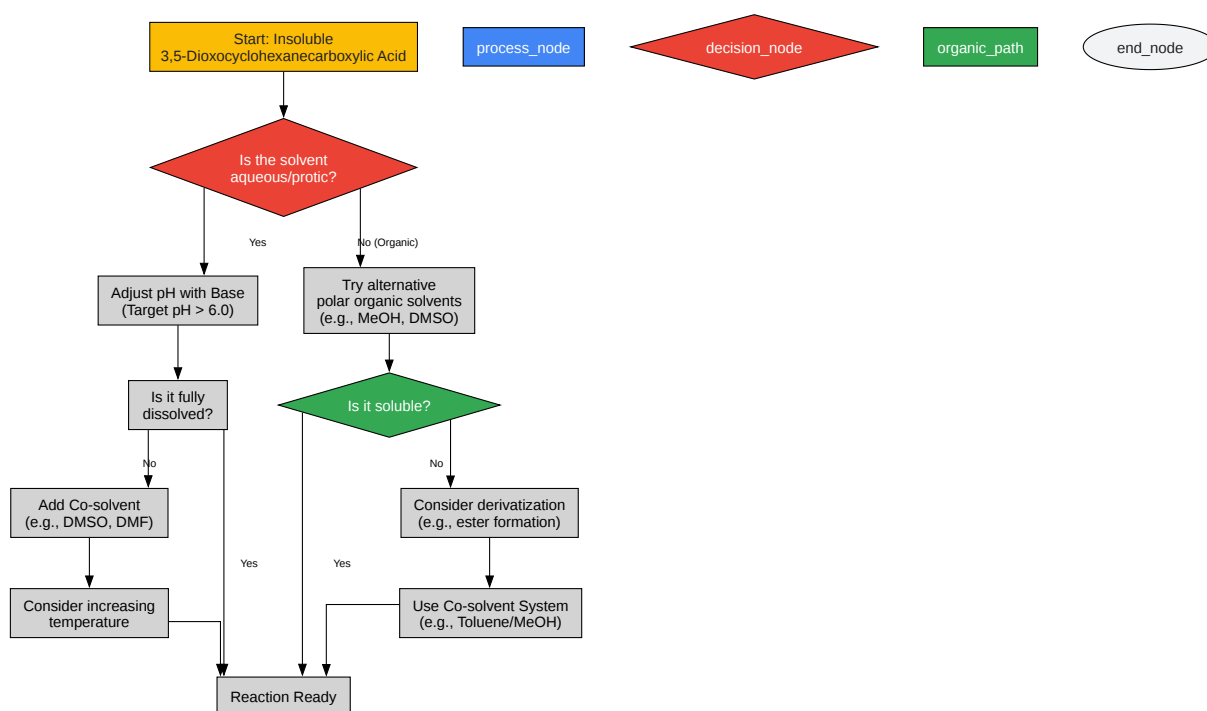 Start: Insoluble
3,5-Dioxocyclohexanecarboxylic Acid
process_node
decision_node
organic_path
end_node
Is the solvent
aqueous/protic?
Yes
No (Organic)
Adjust pH with Base
(Target pH > 6.0)
Try alternative
polar organic solvents
(e.g., MeOH, DMSO)
Is it fully
dissolved?
Is it soluble?
No
No
Add Co-solvent
(e.g., DMSO, DMF)
Consider derivatization
(e.g., ester formation)
Yes
Yes
Consider increasing
temperature
Use Co-solvent System
(e.g., Toluene/MeOH)
Reaction Ready